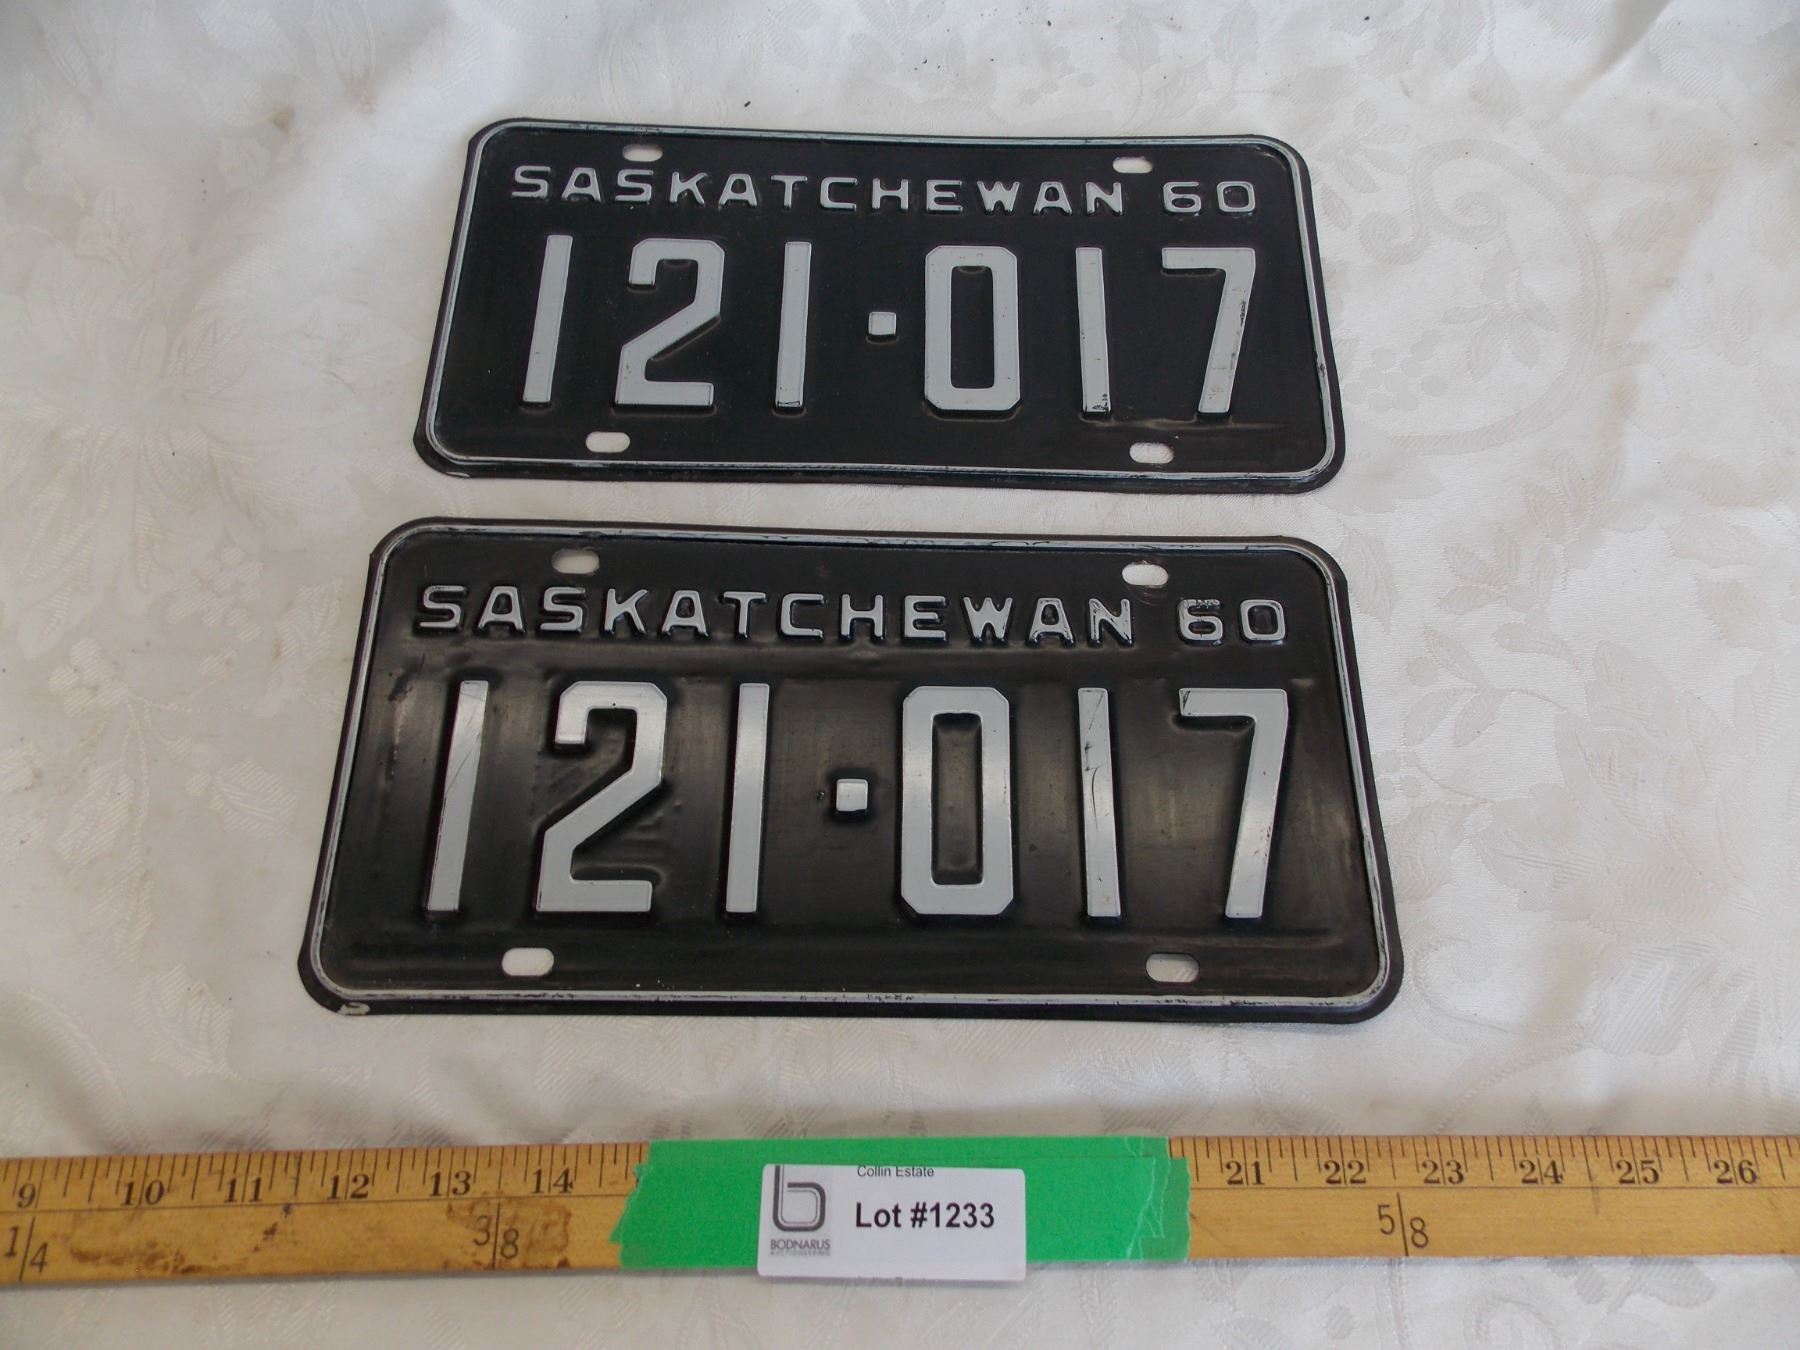 SASKATCHEWAN 60
121·017
SASKATCHEWAN 60
121·017
9 10 11 12 13 14 21 22 23 24 25 26
1/4 3/8 5/8
Collin Estate
Lot #1233
BODNARUS
AUCTIONEERING